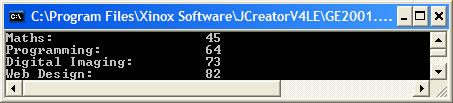 C:\Program Files\Xinox Software\JCreatorV4LE\GE2001....
Maths: 45
Programming: 64
Digital Imaging: 73
Web Design: 82